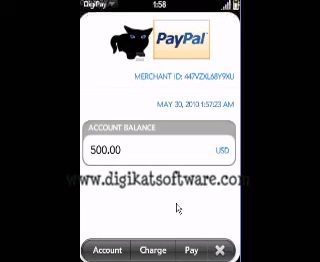 DigiPay
1:58
PayPal
MERCHANT ID: 447VZXL68Y9XU
MAY 30, 2010 1:57:23 AM
ACCOUNT BALANCE
500.00 USD
www.digikatsoftware.com
Account Charge Pay